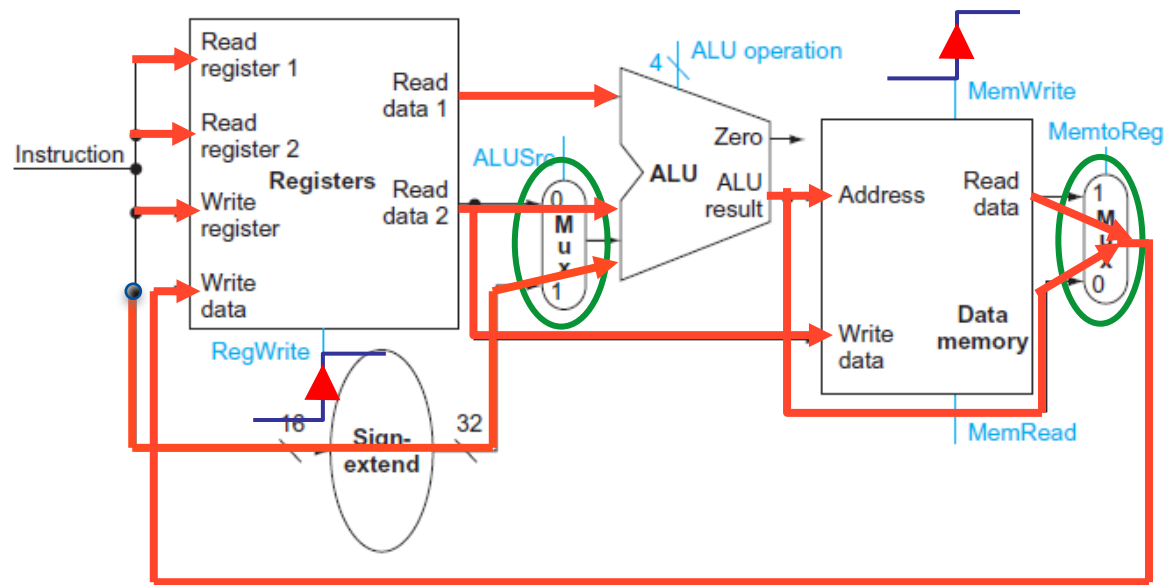 Instruction
Read
register 1
Read
register 2
Write
register
Write
data
Registers
Read
data 1
Read
data 2
RegWrite
16
Sign-
extend
32
ALUSrc
0
M
u
x
1
4
ALU operation
ALU
Zero
ALU
result
MemWrite
Address
Read
data
Write
data
Data
memory
MemRead
MemtoReg
1
M
u
x
0